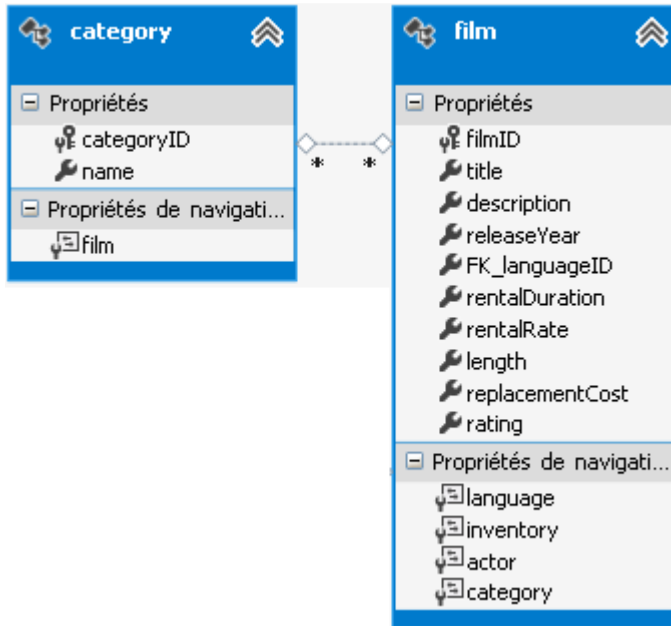 category
Propriétés
categoryID
name
Propriétés de navigati...
film
* *
film
Propriétés
filmID
title
description
releaseYear
FK_languageID
rentalDuration
rentalRate
length
replacementCost
rating
Propriétés de navigati...
language
inventory
actor
category